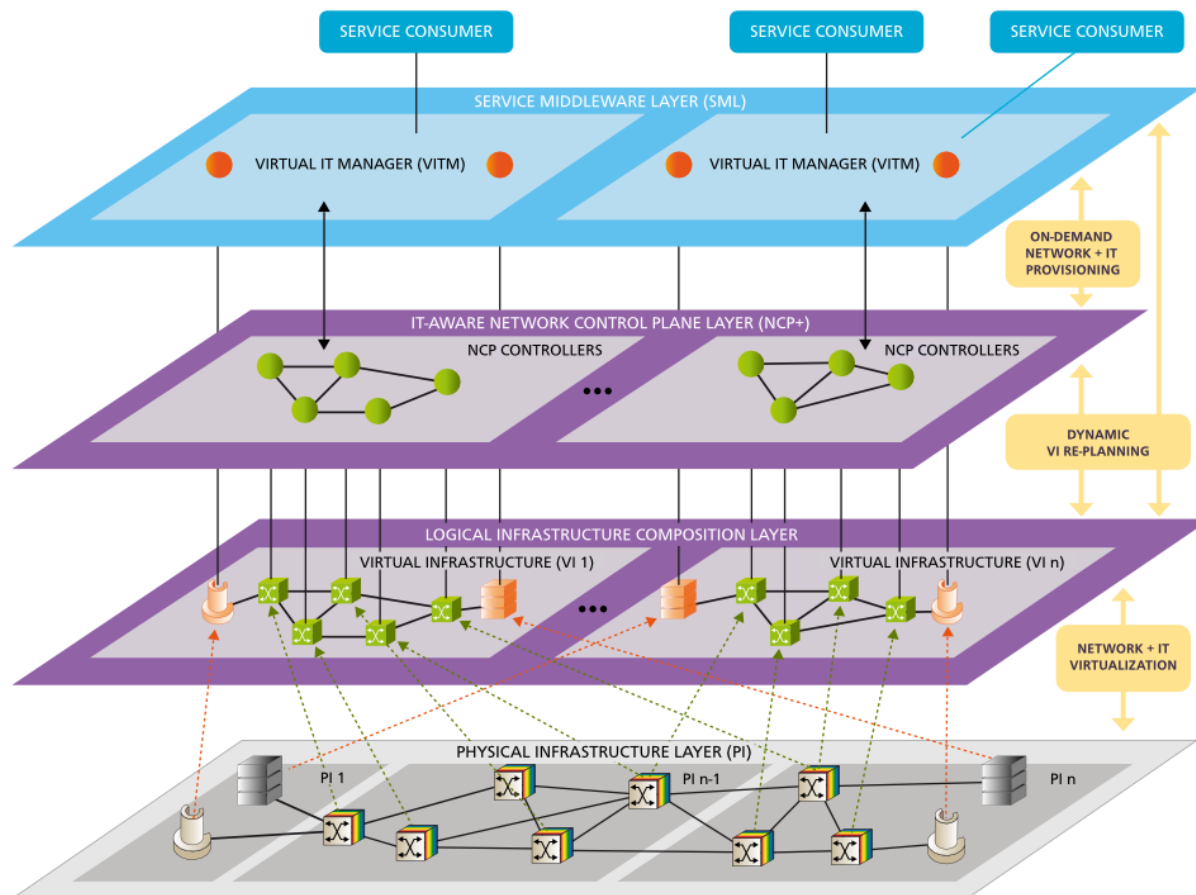 SERVICE CONSUMER
SERVICE CONSUMER
SERVICE CONSUMER
SERVICE MIDDLEWARE LAYER (SML)
VIRTUAL IT MANAGER (VITM)
VIRTUAL IT MANAGER (VITM)
ON-DEMAND
NETWORK + IT
PROVISIONING
IT-AWARE NETWORK CONTROL PLANE LAYER (NCP+)
NCP CONTROLLERS
NCP CONTROLLERS
•••
DYNAMIC
VI RE-PLANNING
LOGICAL INFRASTRUCTURE COMPOSITION LAYER
VIRTUAL INFRASTRUCTURE (VI 1)
VIRTUAL INFRASTRUCTURE (VI n)
•••
NETWORK + IT
VIRTUALIZATION
PHYSICAL INFRASTRUCTURE LAYER (PI)
PI 1
PI n-1
PI n